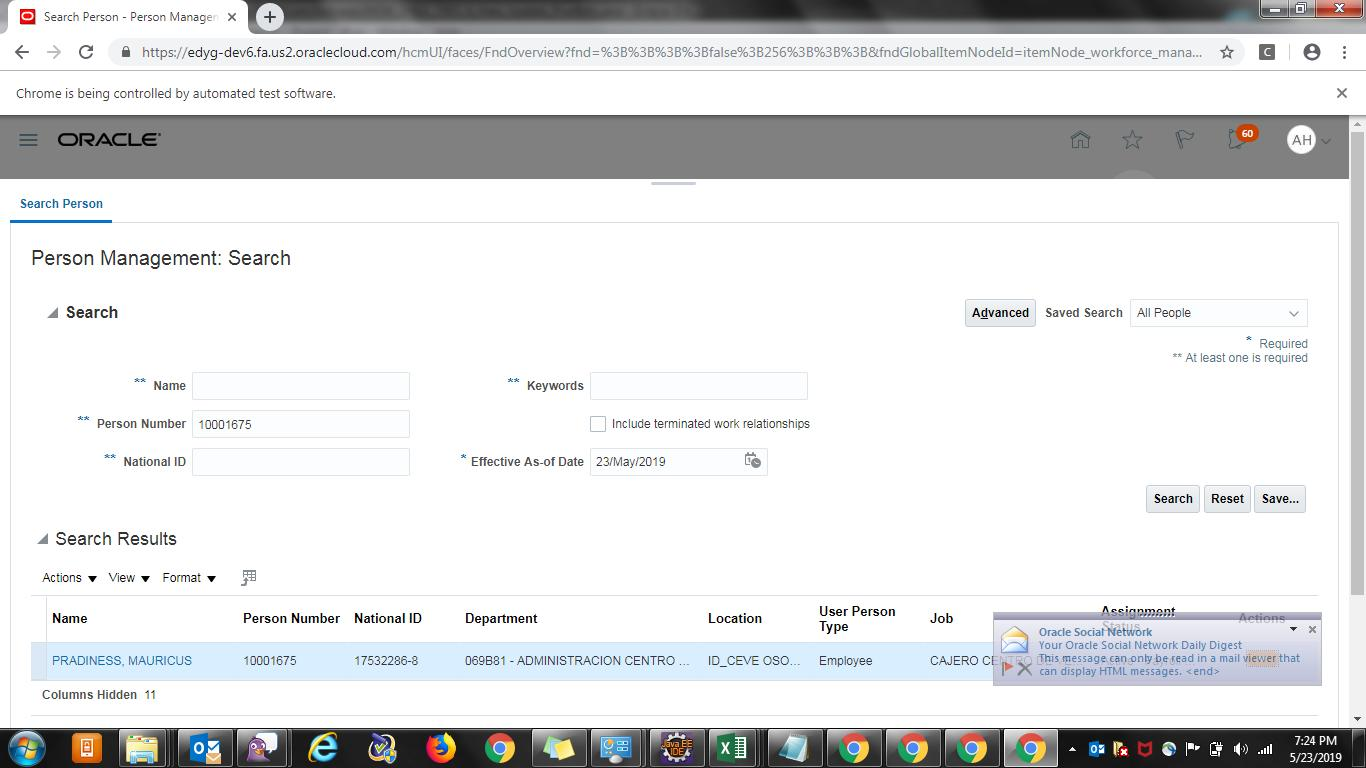 Search Person - Person Managemen
https://edyg-dev6.fa.us2.oraclecloud.com/hcmUI/faces/FndOverview?fnd=%3B%3B%3B%3Bfalse%3B256%3B%3B%3B&fndGlobalItemNodeId=itemNode_workforce_mana...
Chrome is being controlled by automated test software.
ORACLE
60
AH
Search Person
Person Management: Search
Search
Advanced Saved Search All People
* Required
** At least one is required
** Name ** Keywords
** Person Number 10001675 Include terminated work relationships
** National ID * Effective As-of Date 23/May/2019
Search Reset Save...
Search Results
Actions View Format
Name Person Number National ID Department Location User Person Type Job Assignment Status Actions
PRADINESS, MAURICUS 10001675 17532286-8 069B81 - ADMINISTRACION CENTRO ... ID_CEVE OSO... Employee CAJERO CENTRO
Oracle Social Network
Your Oracle Social Network Daily Digest
This message can only be read in a mail viewer that
can display HTML messages. <end>
Columns Hidden 11
Java EE
IDE
7:24 PM
5/23/2019